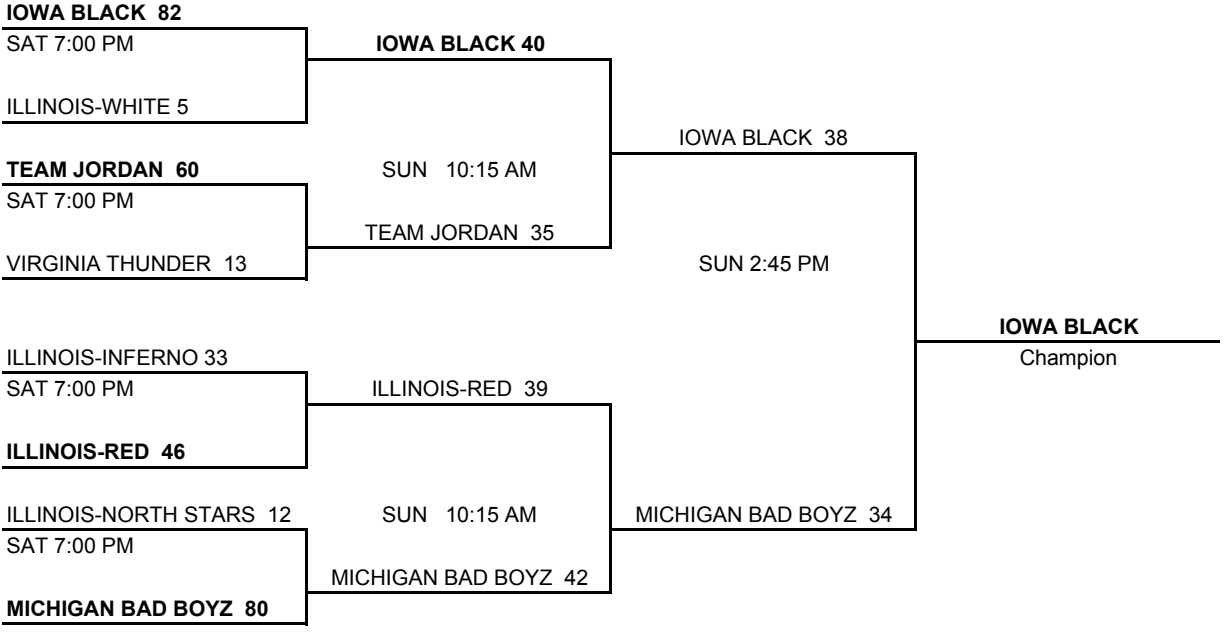 IOWA BLACK 82
SAT 7:00 PM
IOWA BLACK 40
ILLINOIS-WHITE 5
IOWA BLACK 38
TEAM JORDAN 60
SUN 10:15 AM
SAT 7:00 PM
TEAM JORDAN 35
VIRGINIA THUNDER 13
SUN 2:45 PM
IOWA BLACK
Champion
ILLINOIS-INFERNO 33
SAT 7:00 PM
ILLINOIS-RED 39
ILLINOIS-RED 46
ILLINOIS-NORTH STARS 12
SUN 10:15 AM
MICHIGAN BAD BOYZ 34
SAT 7:00 PM
MICHIGAN BAD BOYZ 42
MICHIGAN BAD BOYZ 80